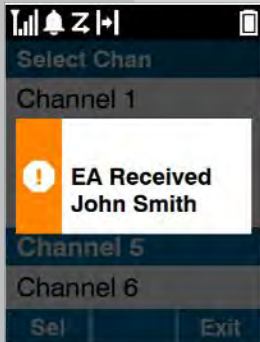 Select Chan
Channel 1
EA Received
John Smith
Channel 5
Channel 6
Sel Exit